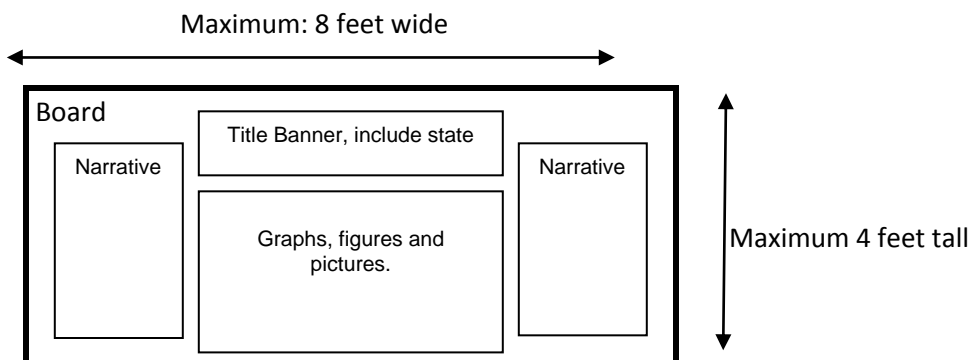 Maximum: 8 feet wide
Board
Title Banner, include state
Narrative
Narrative
Graphs, figures and
pictures.
Maximum 4 feet tall